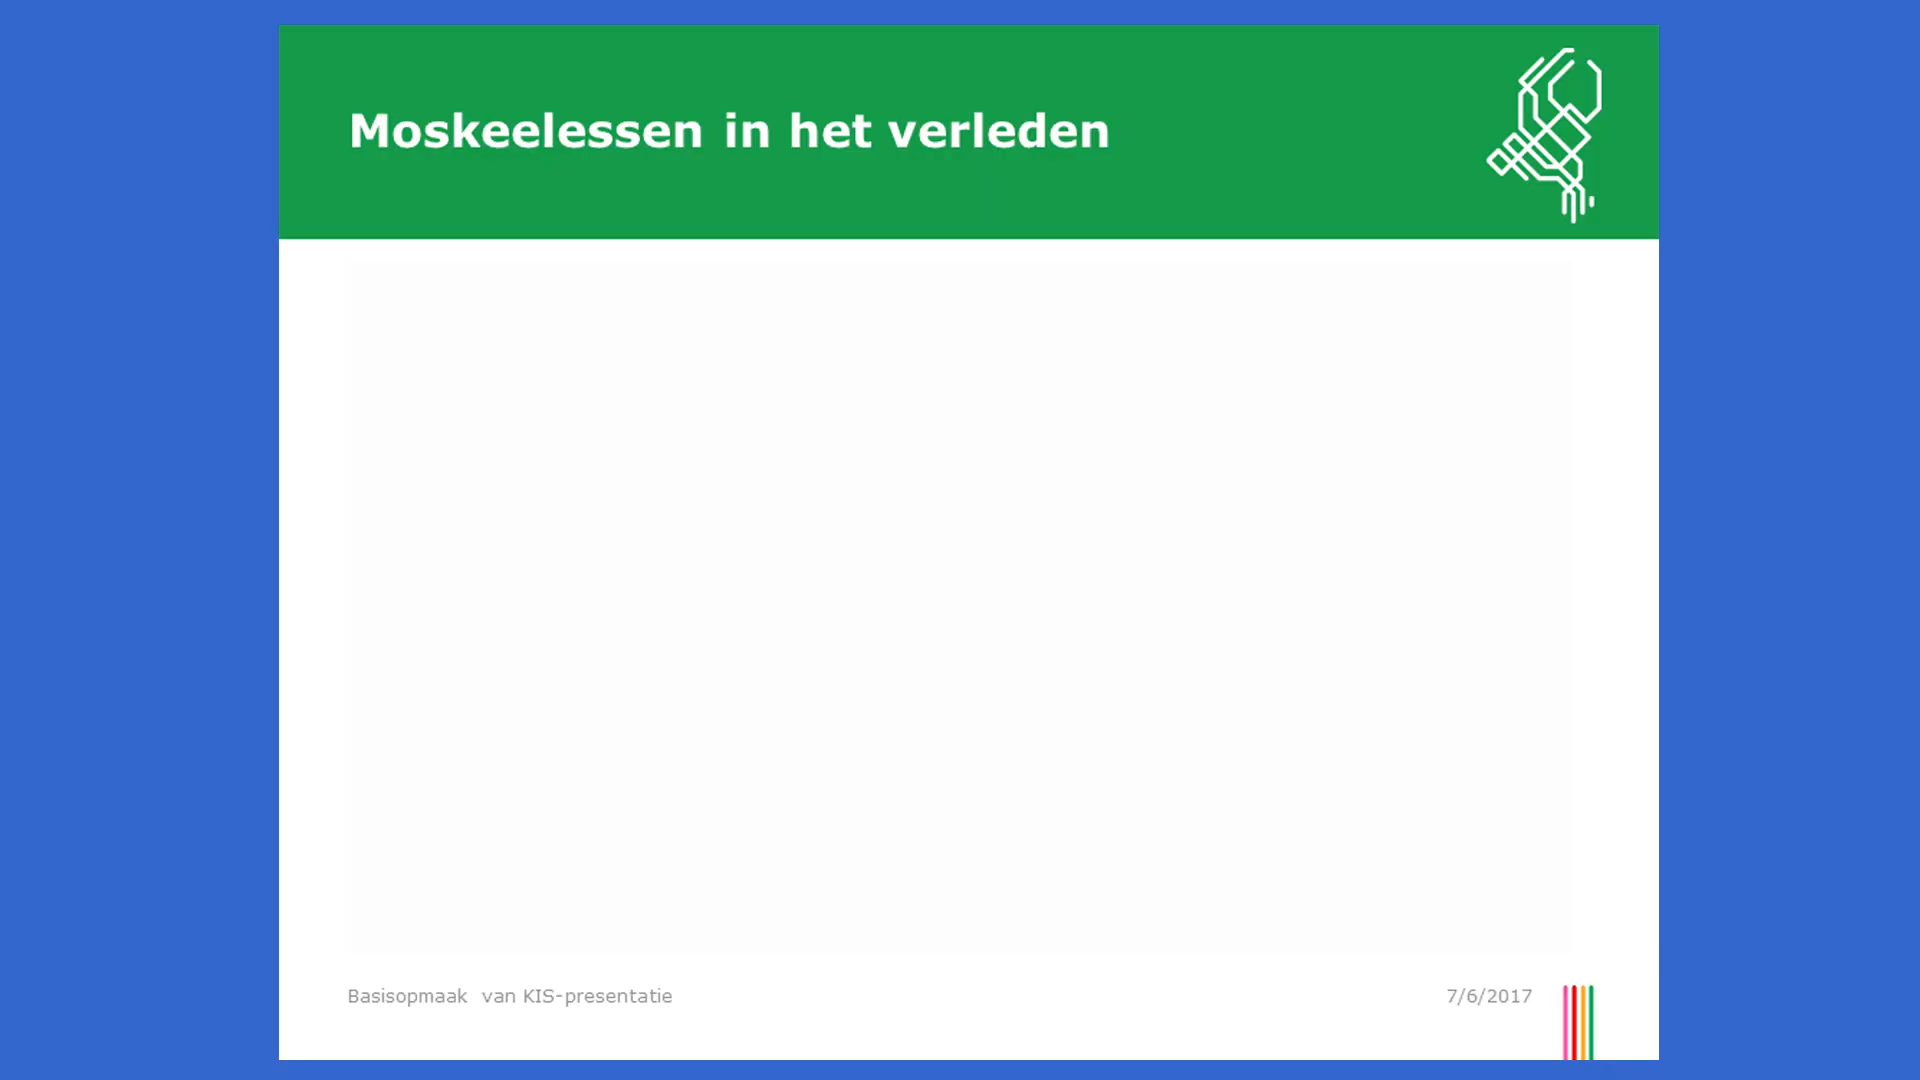 Moskeelessen in het verleden
Basisopmaak van KIS-presentatie
7/6/2017